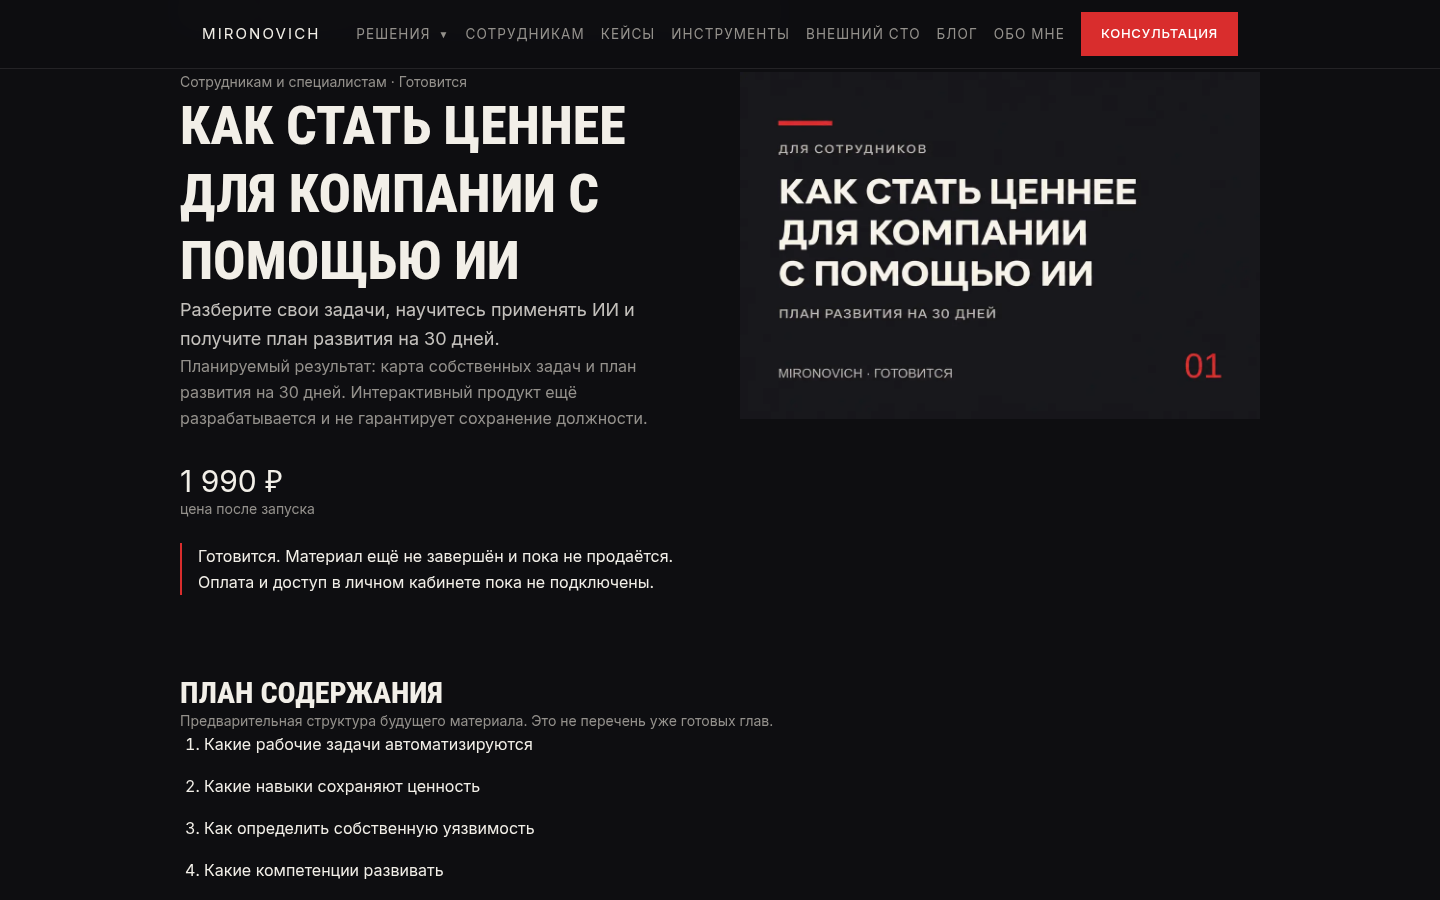 MIRONOVICH РЕШЕНИЯ ▾ СОТРУДНИКАМ КЕЙСЫ ИНСТРУМЕНТЫ ВНЕШНИЙ СТО БЛОГ ОБО МНЕ КОНСУЛЬТАЦИЯ
Сотрудникам и специалистам · Готовится
КАК СТАТЬ ЦЕННЕЕ
ДЛЯ КОМПАНИИ С
ПОМОЩЬЮ ИИ
Разберите свои задачи, научитесь применять ИИ и
получите план развития на 30 дней.
Планируемый результат: карта собственных задач и план
развития на 30 дней. Интерактивный продукт ещё
разрабатывается и не гарантирует сохранение должности.
1 990 ₽
цена после запуска
Готовится. Материал ещё не завершён и пока не продаётся.
Оплата и доступ в личном кабинете пока не подключены.
ДЛЯ СОТРУДНИКОВ
КАК СТАТЬ ЦЕННЕЕ
ДЛЯ КОМПАНИИ
С ПОМОЩЬЮ ИИ
ПЛАН РАЗВИТИЯ НА 30 ДНЕЙ
MIRONOVICH · ГОТОВИТСЯ 01
ПЛАН СОДЕРЖАНИЯ
Предварительная структура будущего материала. Это не перечень уже готовых глав.
1. Какие рабочие задачи автоматизируются
2. Какие навыки сохраняют ценность
3. Как определить собственную уязвимость
4. Какие компетенции развивать